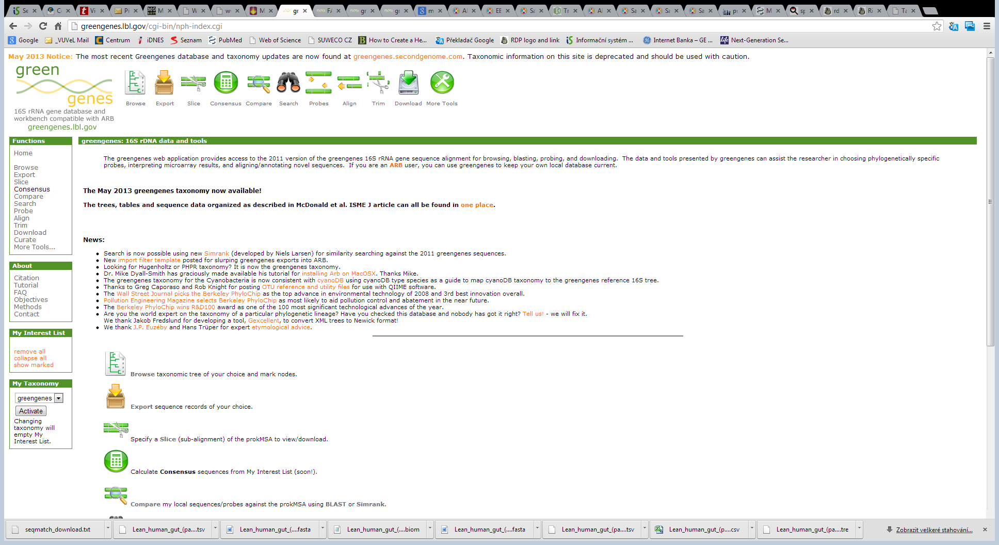 Se
Ce
Vi
Pi
M
W
w
M
gr
FA
gr
gr
m
Al
EE
Sa
Tr
Al
Sa
Sa
Sa
pu
M
sp
rd
Ri
Ta
greengenes.lbl.gov/cgi-bin/nph-index.cgi
Google
_VUVeL Mail
Centrum
iDNES
Seznam
PubMed
Web of Science
SUWECO CZ
How to Create a He...
Překladač Google
RDP logo and link
Informační systém ...
Internet Banka – GE ...
Next-Generation Se...
May 2013 Notice: The most recent Greengenes database and taxonomy updates are now found at greengenes.secondgenome.com. Taxonomic information on this site is deprecated and should be used with caution.
green
genes
16S rRNA gene database and
workbench compatible with ARB
greengenes.lbl.gov
Browse
Export
Slice
Consensus
Compare
Search
Probes
Align
Trim
Download
More Tools
Functions
Home
Browse
Export
Slice
Consensus
Compare
Search
Probe
Align
Trim
Download
Curate
More Tools...
About
Citation
Tutorial
FAQ
Objectives
Methods
Contact
My Interest List
remove all
collapse all
show marked
My Taxonomy
greengenes
Activate
Changing
taxonomy will
empty My
Interest List.
greengenes: 16S rDNA data and tools
The greengenes web application provides access to the 2011 version of the greengenes 16S rRNA gene sequence alignment for browsing, blasting, probing, and downloading. The data and tools presented by greengenes can assist the researcher in choosing phylogenetically specific
probes, interpreting microarray results, and aligning/annotating novel sequences. If you are an ARB user, you can use greengenes to keep your own local database current.
The May 2013 greengenes taxonomy now available!
The trees, tables and sequence data organized as described in McDonald et al. ISME J article can all be found in one place.
News:
Search is now possible using new Simrank (developed by Niels Larsen) for similarity searching against the 2011 greengenes sequences.
New import filter template posted for slurping greengenes exports into ARB.
Looking for Hugenholtz or PHPR taxonomy? It is now the greengenes taxonomy.
Dr. Mike Dyall-Smith has graciously made available his tutorial for installing Arb on MacOSX. Thanks Mike.
The greengenes taxonomy for the Cyanobacteria is now consistent with cyanoDB using cyanoDB type species as a guide to map cyanoDB taxonomy to the greengenes reference 16S tree.
Thanks to Greg Caporaso and Rob Knight for posting OTU reference and utility files for use with QIIME software.
The Wall Street Journal picks the Berkeley PhyloChip as the top advance in environmental technology of 2008 and 3rd best innovation overall.
Pollution Engineering Magazine selects Berkeley PhyloChip as most likely to aid pollution control and abatement in the near future.
The Berkeley PhyloChip wins R&D100 award as one of the 100 most significant technological advances of the year.
Are you the world expert on the taxonomy of a particular phylogenetic lineage? Have you checked this database and nobody has got it right? Tell us! - we will fix it.
We thank Jakob Fredslund for developing a tool, Gexcellent, to convert XML trees to Newick format!
We thank J.P. Euzéby and Hans Trüper for expert etymological advice.
Browse taxonomic tree of your choice and mark nodes.
Export sequence records of your choice.
Specify a Slice (sub-alignment) of the prokMSA to view/download.
Calculate Consensus sequences from My Interest List (soon!).
Compare my local sequences/probes against the prokMSA using BLAST or Simrank.
seqmatch_download.txt
Lean_human_gut_(pa....tsv
Lean_human_gut_(....fasta
Lean_human_gut_(....biom
Lean_human_gut_(....fasta
Lean_human_gut_(pa....tsv
Lean_human_gut_(p....csv
Lean_human_gut_(pa....tre
Zobrazit veškeré stahování...